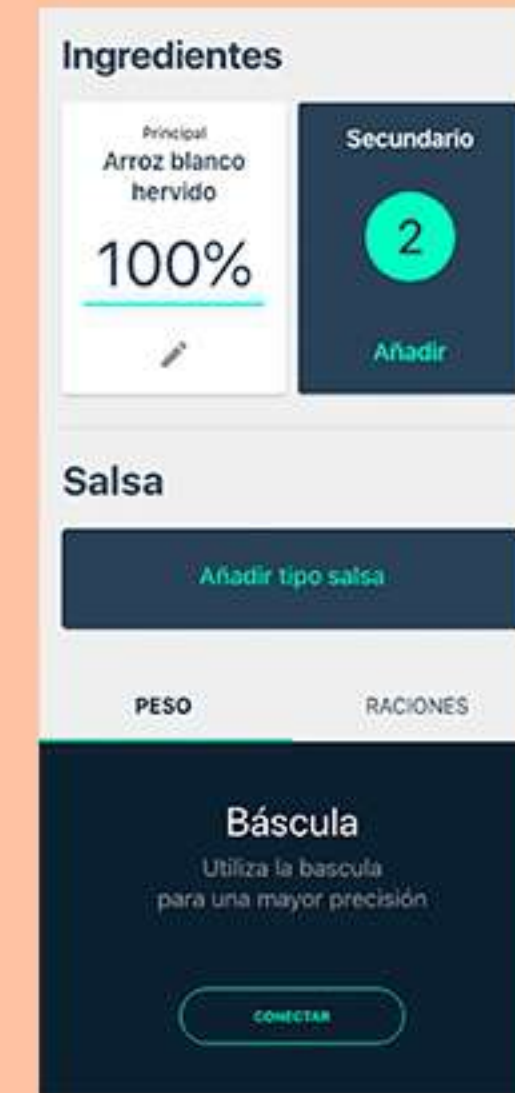 Ingredientes
Principal
Arroz blanco
hervido
100%
Secundario
2
Añadir
Salsa
Añadir tipo salsa
PESO
RACIONES
Báscula
Utiliza la bascula
para una mayor precisión
CONECTAR